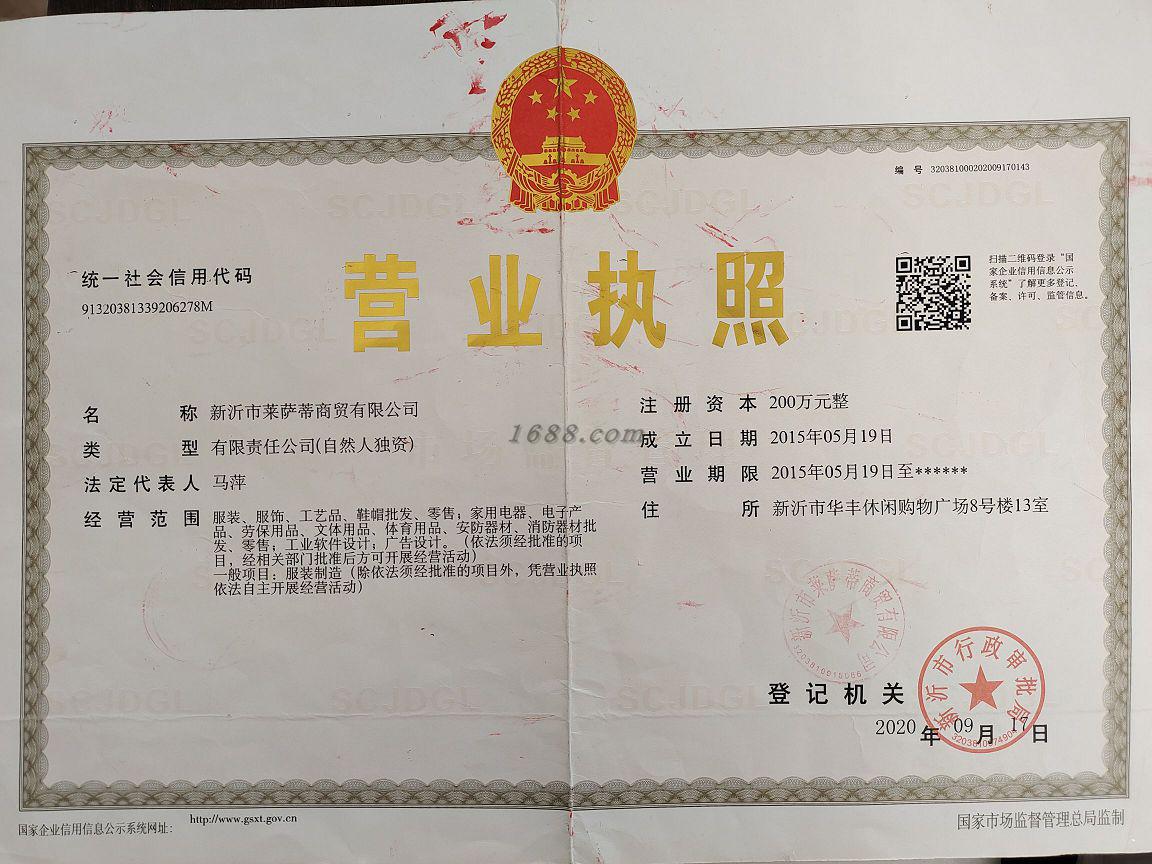 编 号 320381000202009170143
统一社会信用代码
91320381339206278M
营业执照
扫描二维码登录“国
家企业信用信息公示
系统”了解更多登记、
备案、许可、监管信息。
名 称 新沂市莱萨蒂商贸有限公司
类 型 有限责任公司(自然人独资)
法定代表人 马萍
经营范围 服装、服饰、工艺品、鞋帽批发、零售；家用电器、电子产
品、劳保用品、文体用品、体育用品、安防器材、消防器材批
发、零售；工业软件设计；广告设计。（依法须经批准的项
目，经相关部门批准后方可开展经营活动）
一般项目：服装制造（除依法须经批准的项目外，凭营业执照
依法自主开展经营活动）
1688.com
注册资本 200万元整
成立日期 2015年05月19日
营业期限 2015年05月19日至******
住 所 新沂市华丰休闲购物广场8号楼13室
新沂市莱萨蒂商贸有限公司
新沂市行政审批局
登记机关
2020 年 09 月 17 日
国家企业信用信息公示系统网址： http://www.gsxt.gov.cn
国家市场监督管理总局监制
SCJDGL